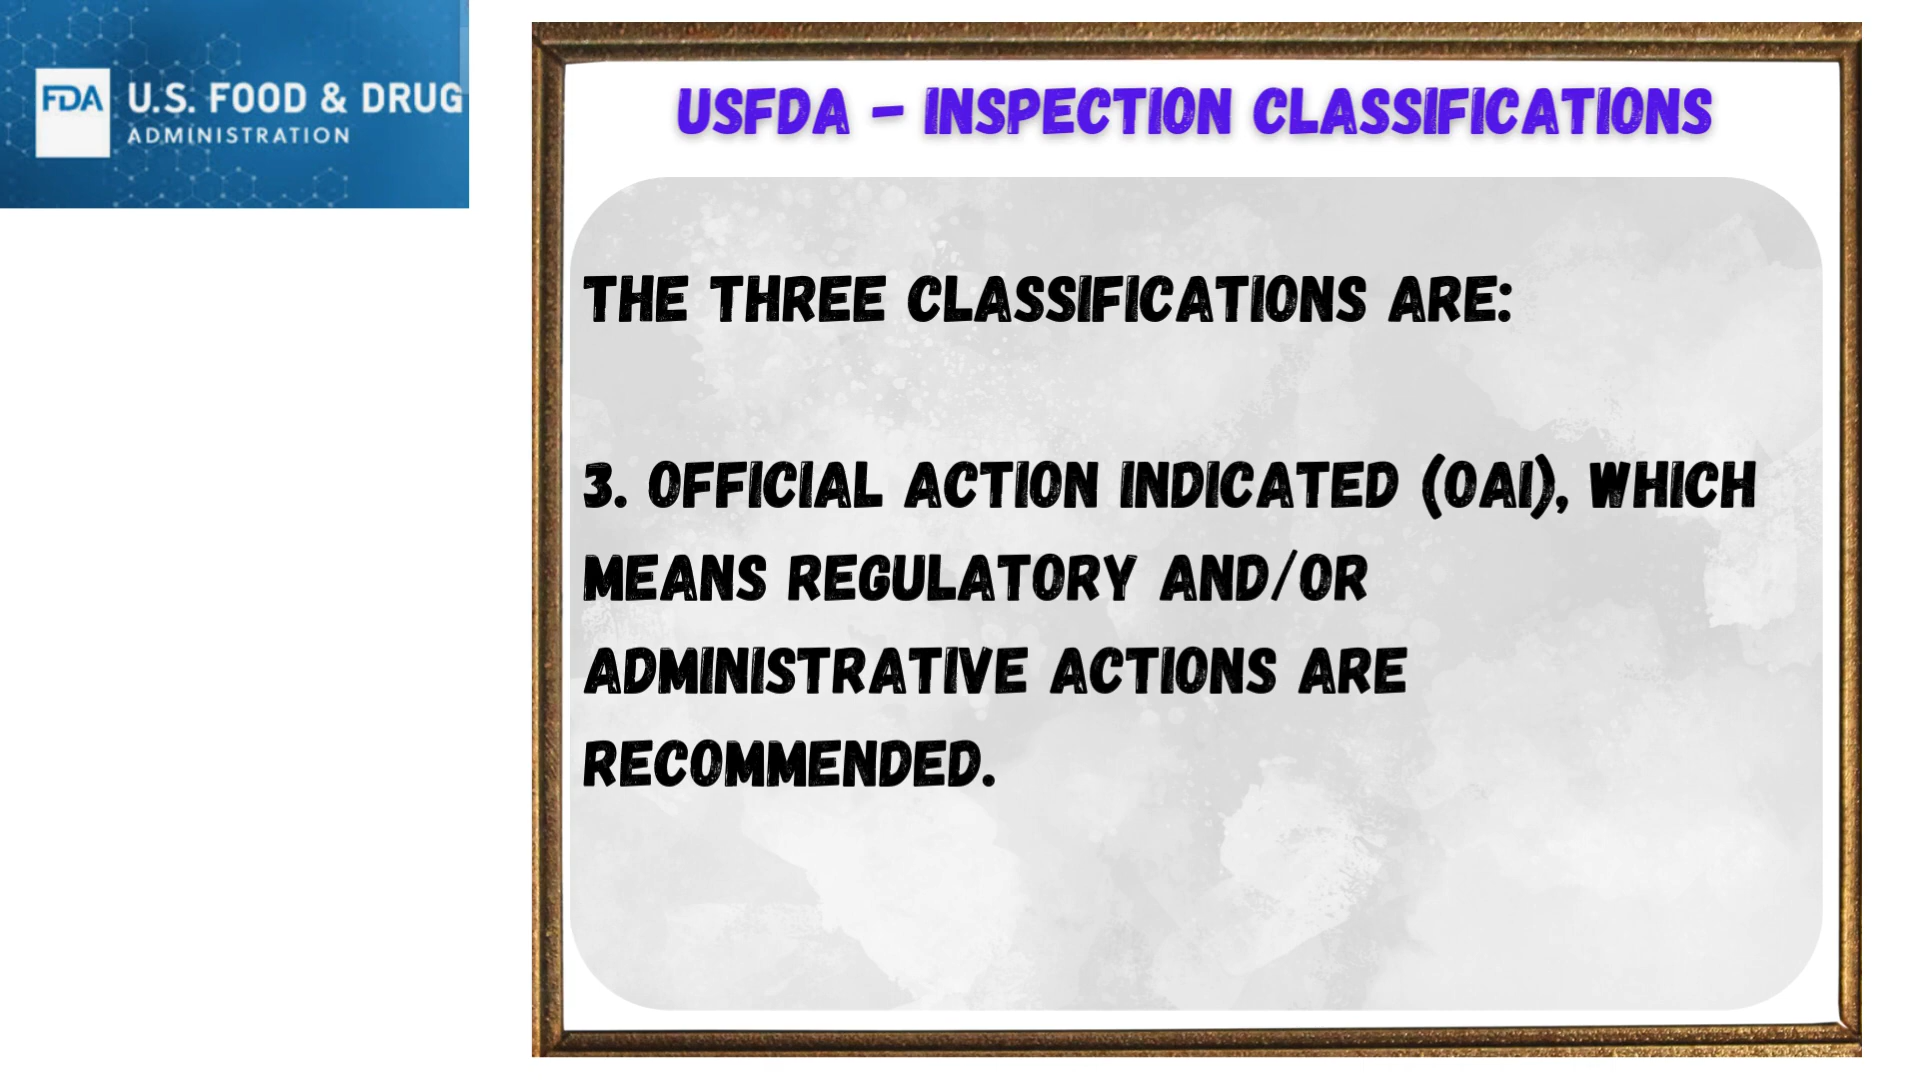 FDA U.S. FOOD & DRUG
ADMINISTRATION
USFDA – INSPECTION CLASSIFICATIONS
THE THREE CLASSIFICATIONS ARE:
3. OFFICIAL ACTION INDICATED (OAI), WHICH
MEANS REGULATORY AND/OR
ADMINISTRATIVE ACTIONS ARE
RECOMMENDED.